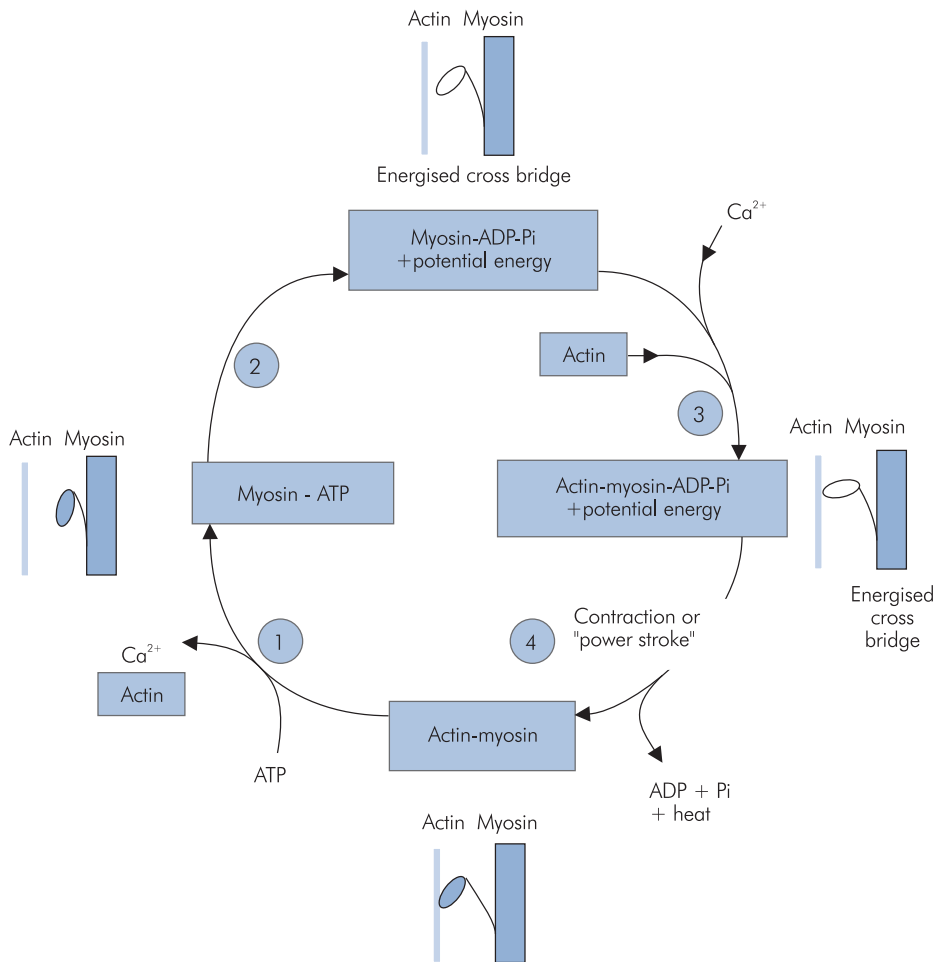 Actin Myosin
Energised cross bridge
Myosin-ADP-Pi
+potential energy
Ca²⁺
Actin
2
3
Actin Myosin
Myosin - ATP
Actin-myosin-ADP-Pi
+potential energy
Actin Myosin
Energised
cross
bridge
1
4
Contraction or
"power stroke"
Ca²⁺
Actin
ATP
Actin-myosin
ADP + Pi
+ heat
Actin Myosin